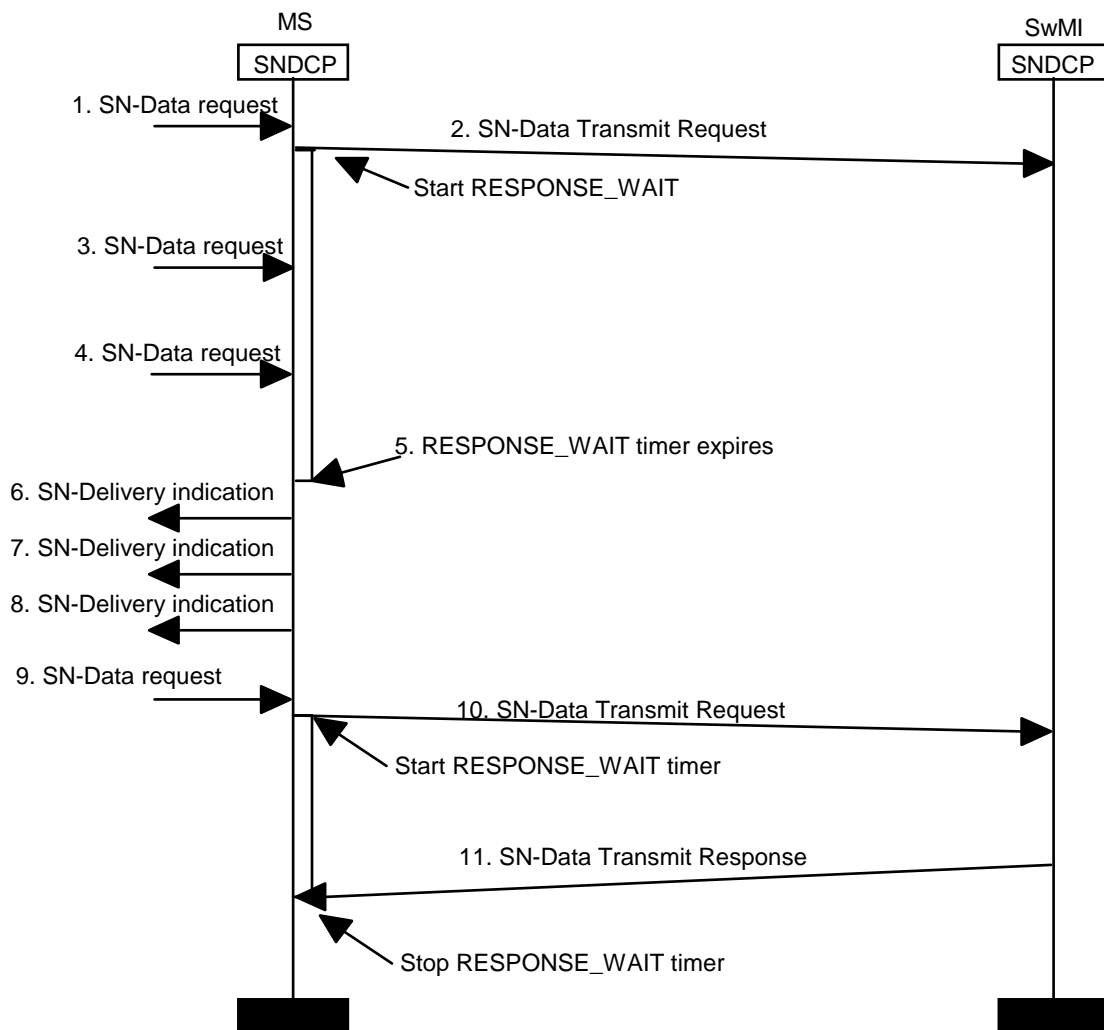 MS
SwMI
SNDCP
SNDCP
1. SN-Data request
2. SN-Data Transmit Request
Start RESPONSE_WAIT
3. SN-Data request
4. SN-Data request
5. RESPONSE_WAIT timer expires
6. SN-Delivery indication
7. SN-Delivery indication
8. SN-Delivery indication
9. SN-Data request
10. SN-Data Transmit Request
Start RESPONSE_WAIT timer
11. SN-Data Transmit Response
Stop RESPONSE_WAIT timer